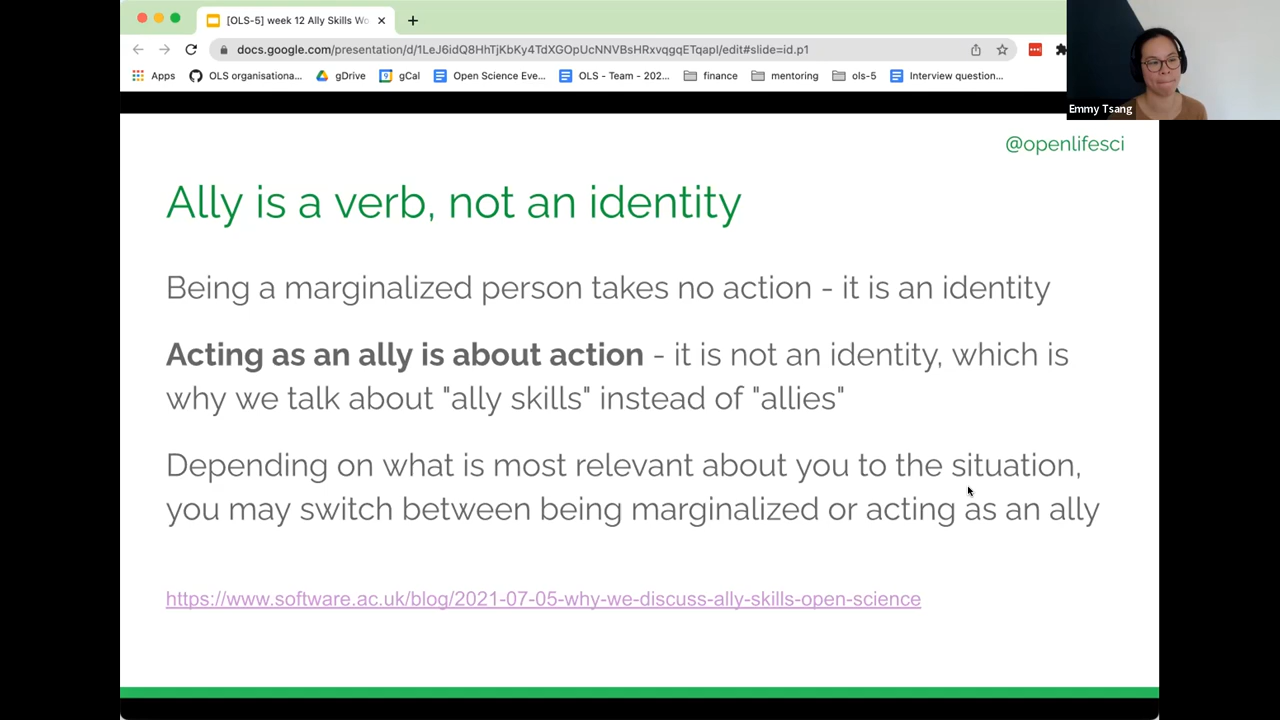 [OLS-5] week 12 Ally Skills Wo
docs.google.com/presentation/d/1LeJ6idQ8HhTjKbKy4TdXGOpUcNNVBsHRxvqgqETqapI/edit#slide=id.p1
Apps OLS organisationa... gDrive gCal Open Science Eve... OLS - Team - 202... finance mentoring ols-5 Interview question...
Emmy Tsang
@openlifesci
Ally is a verb, not an identity
Being a marginalized person takes no action - it is an identity
Acting as an ally is about action - it is not an identity, which is
why we talk about "ally skills" instead of "allies"
Depending on what is most relevant about you to the situation,
you may switch between being marginalized or acting as an ally
https://www.software.ac.uk/blog/2021-07-05-why-we-discuss-ally-skills-open-science